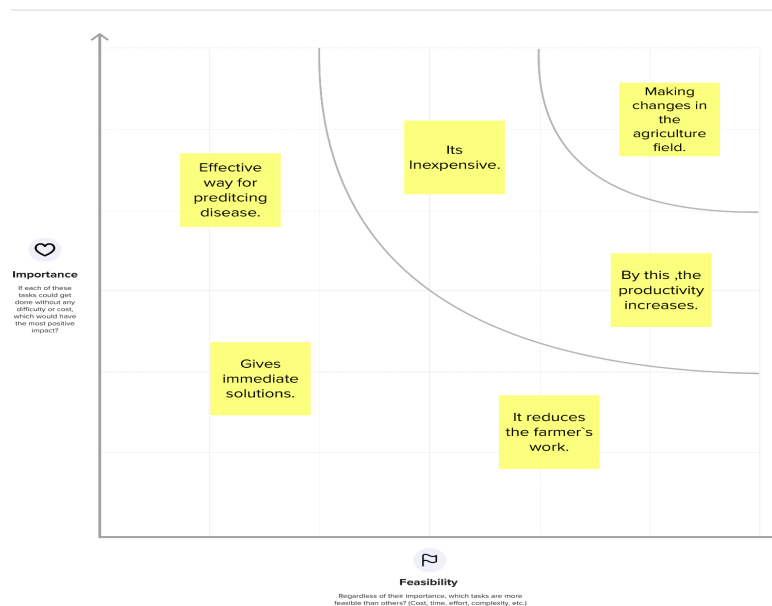 Making
changes in
the
agriculture
field.
Its
Inexpensive.
Effective
way for
preditcing
disease.
By this ,the
productivity
increases.
Importance
If each of these
tasks could get
done without any
difficulty or cost,
which would have
the most positive
impact?
Gives
immediate
solutions.
It reduces
the farmer`s
work.
Feasibility
Regardless of their importance, which tasks are more
feasible than others? (Cost, time, effort, complexity, etc.)